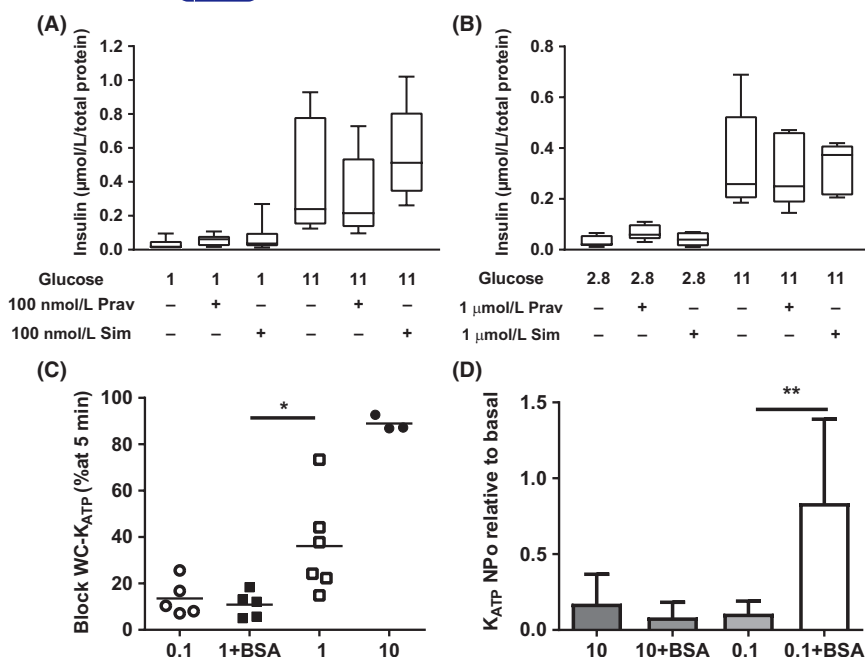 (A)
1.2
1.0
0.8
0.6
0.4
0.2
0.0
Insulin (µmol/L/total protein)
Glucose 1 1 1 11 11 11
100 nmol/L Prav – + – – + –
100 nmol/L Sim – – + – – +
(B)
0.8
0.6
0.4
0.2
0.0
Insulin (µmol/L/total protein)
Glucose 2.8 2.8 2.8 11 11 11
1 µmol/L Prav – + – – + –
1 µmol/L Sim – – + – – +
(C)
100
80
60
40
20
0
Block WC-KATP (%at 5 min)
*
0.1 1+BSA 1 10
(D)
1.5
1.0
0.5
0.0
KATP NPo relative to basal
**
10 10+BSA 0.1 0.1+BSA